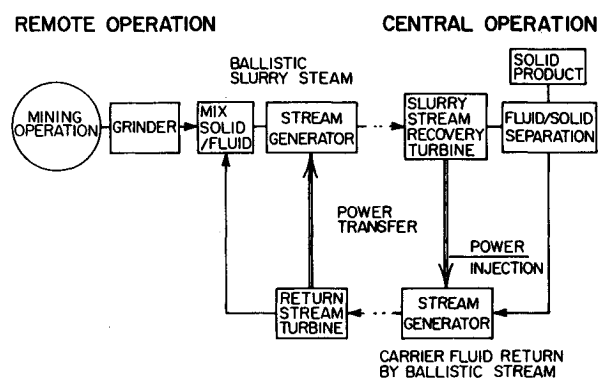 REMOTE OPERATION
CENTRAL OPERATION
BALLISTIC
SLURRY STEAM
SOLID
PRODUCT
MINING
OPERATION
GRINDER
MIX
SOLID
/FLUID
STREAM
GENERATOR
SLURRY
STREAM
RECOVERY
TURBINE
FLUID/SOLID
SEPARATION
POWER
TRANSFER
POWER
INJECTION
RETURN
STREAM
TURBINE
STREAM
GENERATOR
CARRIER FLUID RETURN
BY BALLISTIC STREAM